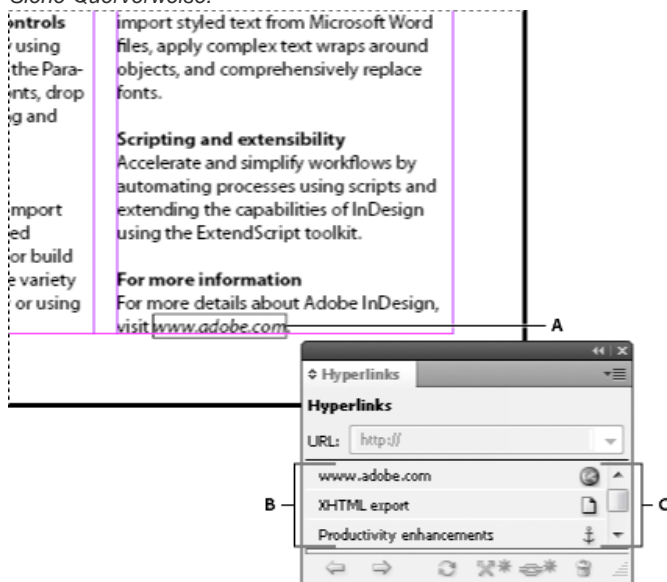 Siehe Querverweise.
ontrols
using
the Para-
nts, drop
g and
mport
ed
or build
variety
or using
import styled text from Microsoft Word
files, apply complex text wraps around
objects, and comprehensively replace
fonts.
Scripting and extensibility
Accelerate and simplify workflows by
automating processes using scripts and
extending the capabilities of InDesign
using the ExtendScript toolkit.
For more information
For more details about Adobe InDesign,
visit www.adobe.com.
A
Hyperlinks
Hyperlinks
URL: http://
www.adobe.com
XHTML export
Productivity enhancements
B
C